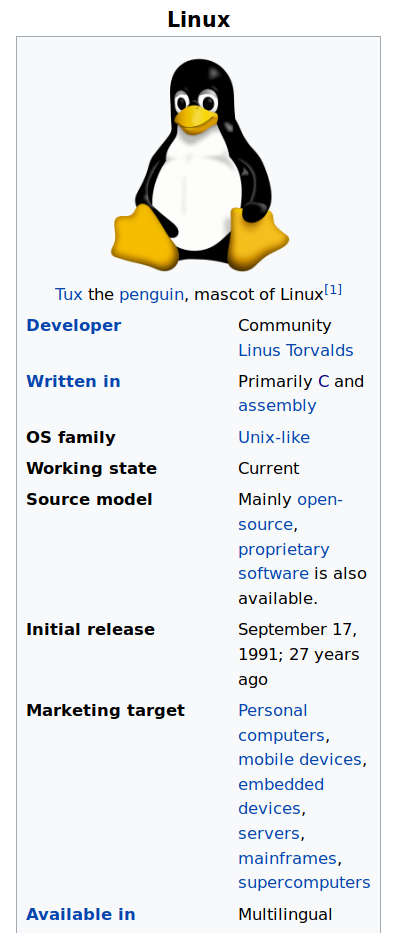 Linux
Tux the penguin, mascot of Linux[1]
Developer Community
Linus Torvalds
Written in Primarily C and
assembly
OS family Unix-like
Working state Current
Source model Mainly open-
source,
proprietary
software is also
available.
Initial release September 17,
1991; 27 years
ago
Marketing target Personal
computers,
mobile devices,
embedded
devices,
servers,
mainframes,
supercomputers
Available in Multilingual